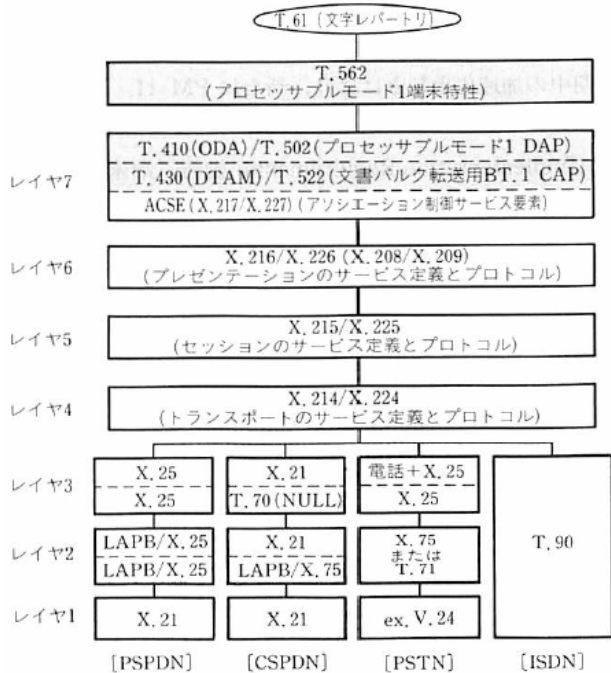 T.61(文字レパートリ)
T.562
(プロセッサブルモード1端末特性)
T.410(ODA)/T.502(プロセッサブルモード1 DAP)
レイヤ7
T.430(DTAM)/T.522(文書バルク転送用BT.1 CAP)
ACSE(X.217/X.227)(アソシエーション制御サービス要素)
レイヤ6
X.216/X.226 (X.208/X.209)
(プレゼンテーションのサービス定義とプロトコル)
レイヤ5
X.215/X.225
(セッションのサービス定義とプロトコル)
レイヤ4
X.214/X.224
(トランスポートのサービス定義とプロトコル)
レイヤ3
X.25
X.25
X.21
T.70(NULL)
電話+X.25
X.25
レイヤ2
LAPB/X.25
LAPB/X.25
X.21
LAPB/X.75
X.75
または
T.71
T.90
レイヤ1
X.21
X.21
ex.V.24
[PSPDN]
[CSPDN]
[PSTN]
[ISDN]